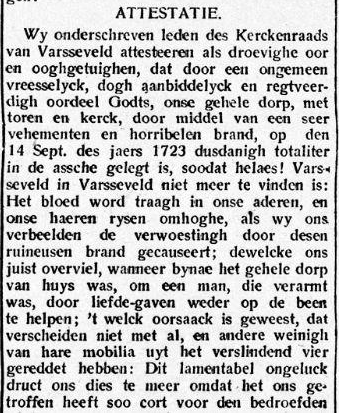 ATTESTATIE.
Wy onderschreven leden des Kerckenraads
van Varsseveld attesteeren als droevighe oor
en ooghgetuighen, dat door een ongemeen
vreesselyck, dogh aanbiddelyck en regtveer-
digh oordeel Godts, onse gehele dorp, met
toren en kerck, door middel van een seer
vehementen en horribelen brand, op den
14 Sept. des jaers 1723 dusdanigh totaliter
in de assche gelegt is, soodat helaes! Vars-
seveld in Varsseveld niet meer te vinden is:
Het bloed word traagh in onse aderen, en
onse haeren rysen omhoghe, als wy ons
verbeelden de verwoestingh door desen
ruineusen brand gecauseert; dewelcke ons
juist overviel, wanneer bynae het gehele dorp
van huys was, om een man, die verarmt
was, door liefde-gaven weder op de been
te helpen; 't welck oorsaack is geweest, dat
verscheiden niet met al, en andere weinigh
van hare mobilia uyt het verslindend vier
gereddet hebben: Dit lamentabel ongeluck
druct ons dies te meer omdat het ons ge-
troffen heeft soo cort voor den bedroefden